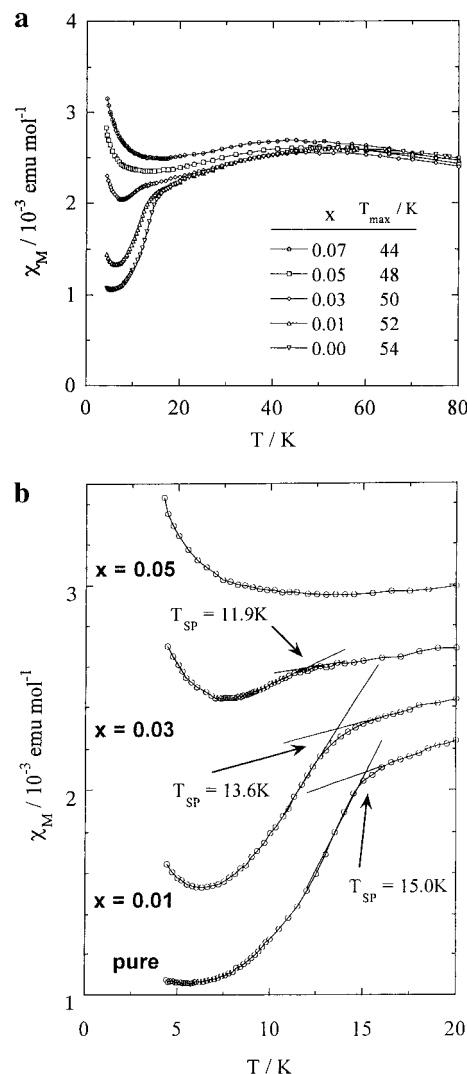 a
4
3
2
1
0
χM / 10⁻³ emu mol⁻¹
x Tmax / K
0.07 44
0.05 48
0.03 50
0.01 52
0.00 54
0 20 40 60 80
T / K
b
3
2
1
χM / 10⁻³ emu mol⁻¹
x = 0.05
TSP = 11.9K
x = 0.03
TSP = 13.6K
x = 0.01
TSP = 15.0K
pure
5 10 15 20
T / K